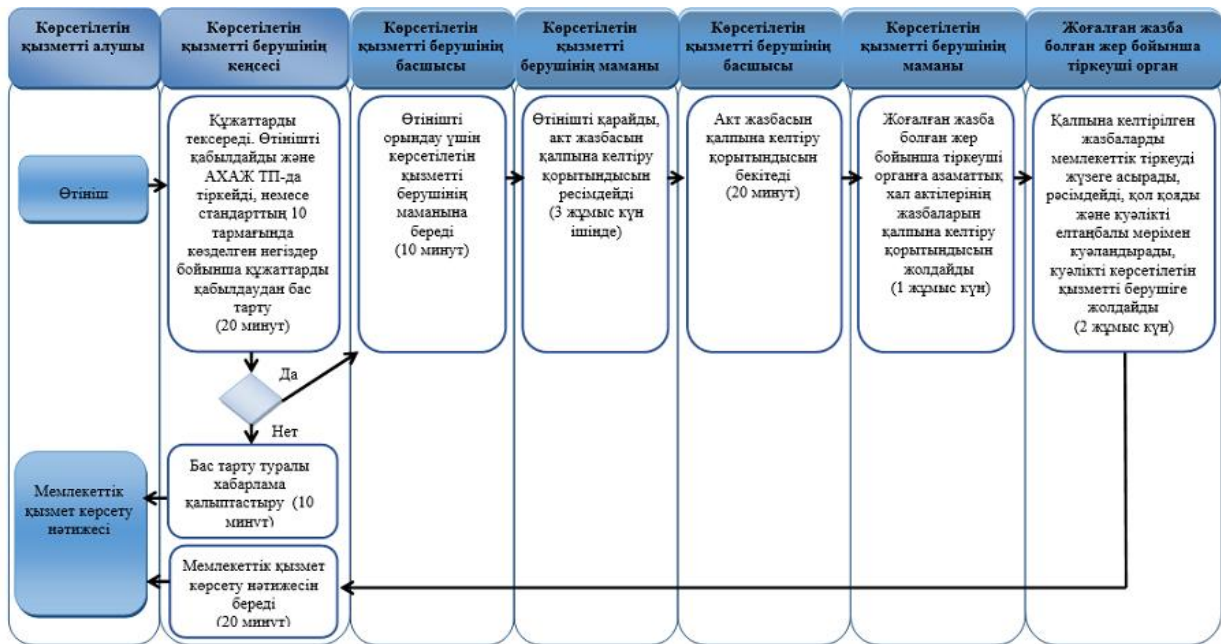 Көрсетілетін
қызметті алушы
Көрсетілетін
қызметті берушінің
кеңсесі
Көрсетілетін
қызметті берушінің
басшысы
Көрсетілетін
қызметті
берушінің маманы
Көрсетілетін
қызметті берушінің
басшысы
Көрсетілетін
қызметті берушінің
маманы
Жоғалған жазба
болған жер бойынша
тіркеуші орган
Өтініш
Құжаттарды
тексереді. Өтінішті
қабылдайды және
АХАЖ ТП-да
тіркейді, немесе
стандарттың 10
тармағында
көзделген негіздер
бойынша құжаттарды
қабылдаудан бас
тарту
(20 минут)
Өтінішті
орындау үшін
көрсетілетін
қызметті
берушінің
маманына
береді
(10 минут)
Өтінішті қарайды,
акт жазбасын
қалпына келтіру
қорытындысын
ресімдейді
(3 жұмыс күн
ішінде)
Акт жазбасын
қалпына келтіру
қорытындысын
бекітеді
(20 минут)
Жоғалған жазба
болған жер
бойынша тіркеуші
органға азаматтық
хал актілерінің
жазбаларын
қалпына келтіру
қорытындысын
жолдайды
(1 жұмыс күн)
Қалпына келтірілген
жазбаларды
мемлекеттік тіркеуді
жүзеге асырады,
рәсімдейді, қол қояды
және куәлікті
елтаңбалы мөрімен
куәландырады,
куәлікті көрсетілетін
қызметті берушіге
жолдайды
(2 жұмыс күн)
Да
Нет
Бас тарту туралы
хабарлама
қалыптастыру (10
минут)
Мемлекеттік
қызмет көрсету
нәтижесі
Мемлекеттік қызмет
көрсету нәтижесін
береді
(20 минут)